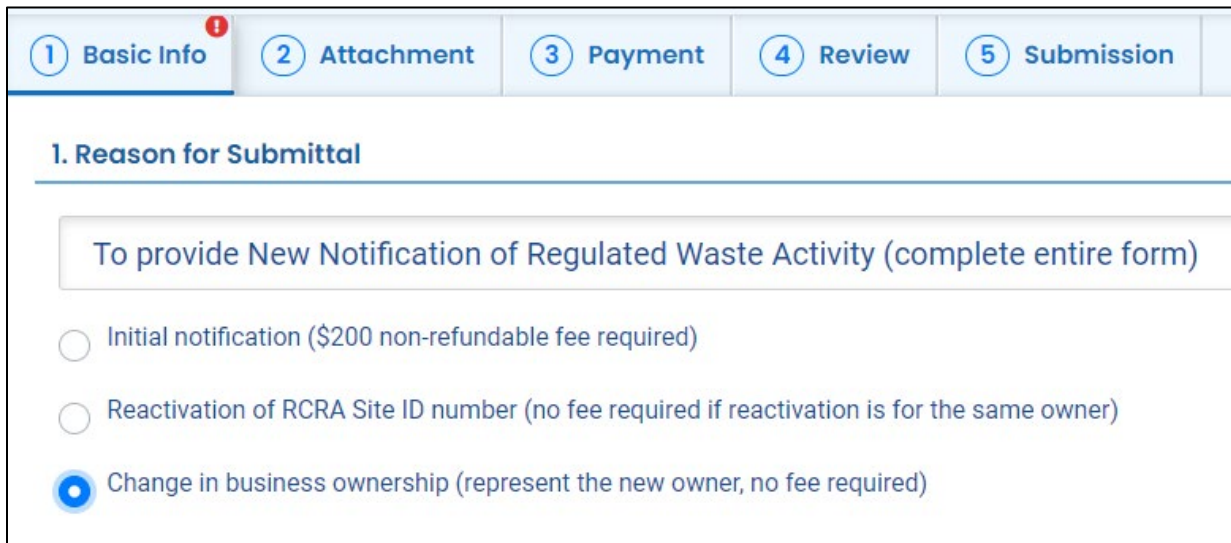 1 Basic Info ! 2 Attachment 3 Payment 4 Review 5 Submission
1. Reason for Submittal
To provide New Notification of Regulated Waste Activity (complete entire form)
Initial notification ($200 non-refundable fee required)
Reactivation of RCRA Site ID number (no fee required if reactivation is for the same owner)
Change in business ownership (represent the new owner, no fee required)